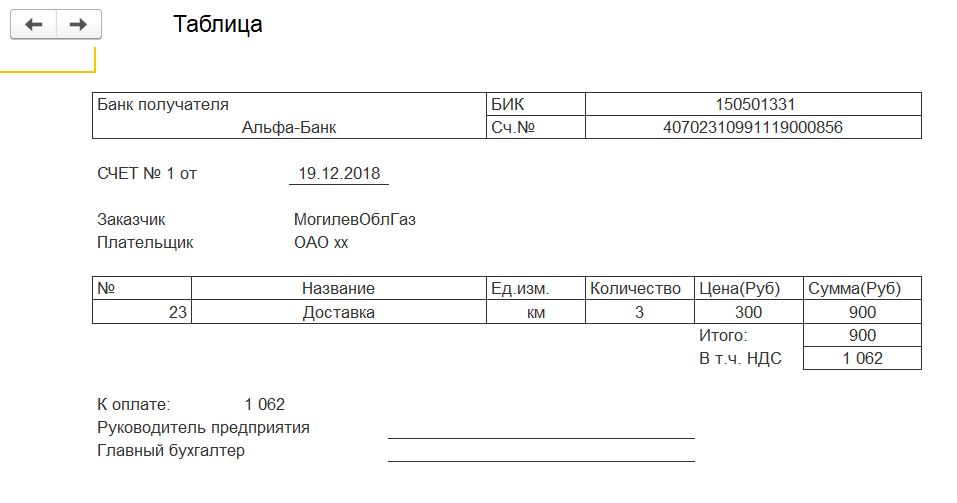 Таблица
Банк получателя БИК 150501331
Альфа-Банк Сч.№ 40702310991119000856
СЧЕТ № 1 от 19.12.2018
Заказчик МогилевОблГаз
Плательщик ОАО хх
№ Название Ед.изм. Количество Цена(Руб) Сумма(Руб)
23 Доставка км 3 300 900
Итого: 900
В т.ч. НДС 1 062
К оплате: 1 062
Руководитель предприятия
Главный бухгалтер